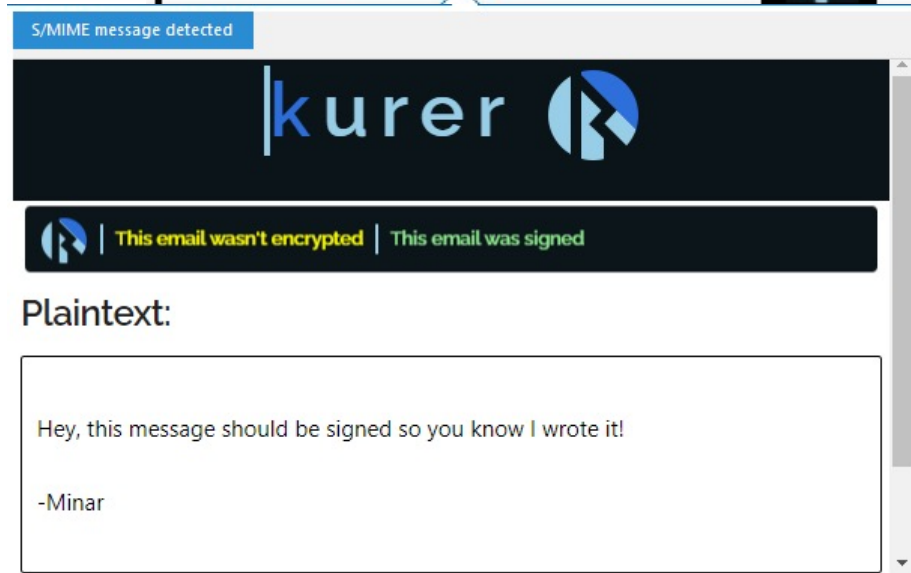 S/MIME message detected
kurer
This email wasn't encrypted | This email was signed
Plaintext:
Hey, this message should be signed so you know I wrote it!
-Minar